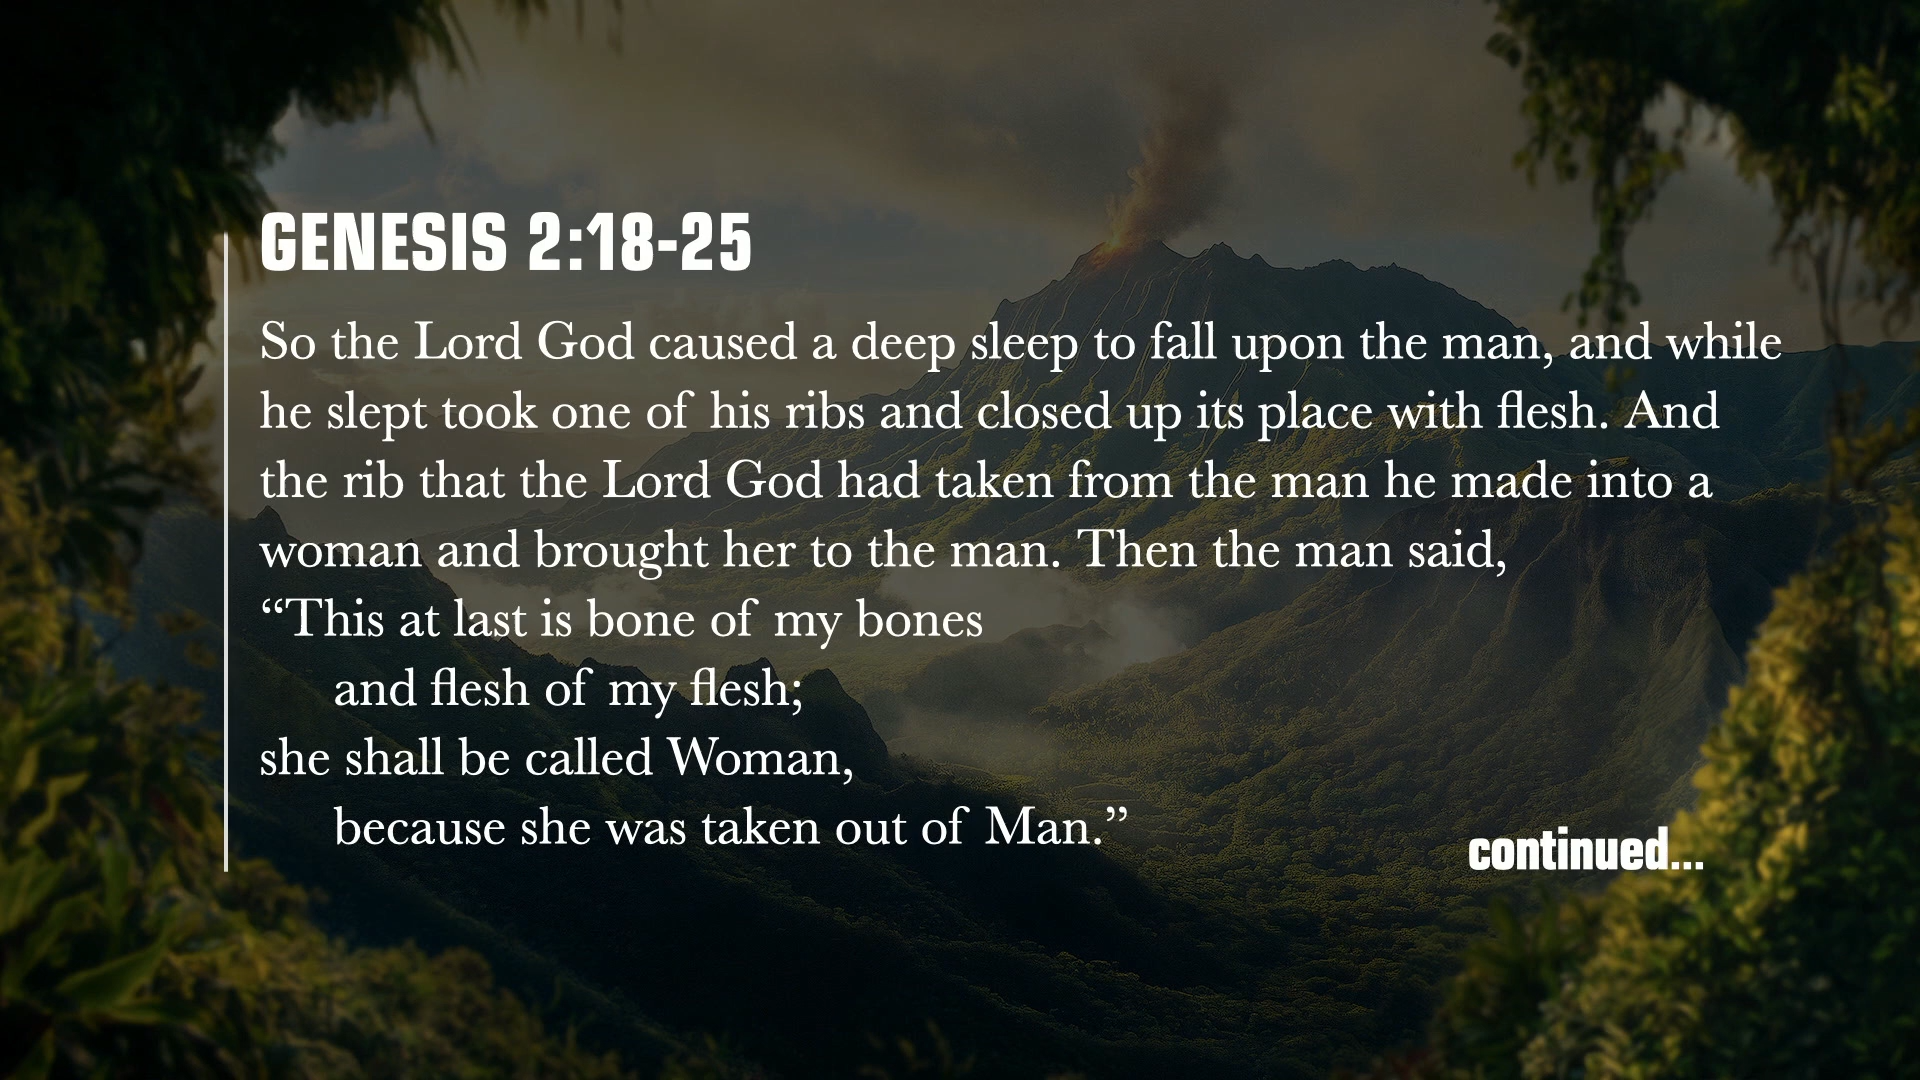 GENESIS 2:18-25
So the Lord God caused a deep sleep to fall upon the man, and while
he slept took one of his ribs and closed up its place with flesh. And
the rib that the Lord God had taken from the man he made into a
woman and brought her to the man. Then the man said,
“This at last is bone of my bones
and flesh of my flesh;
she shall be called Woman,
because she was taken out of Man.”
continued...